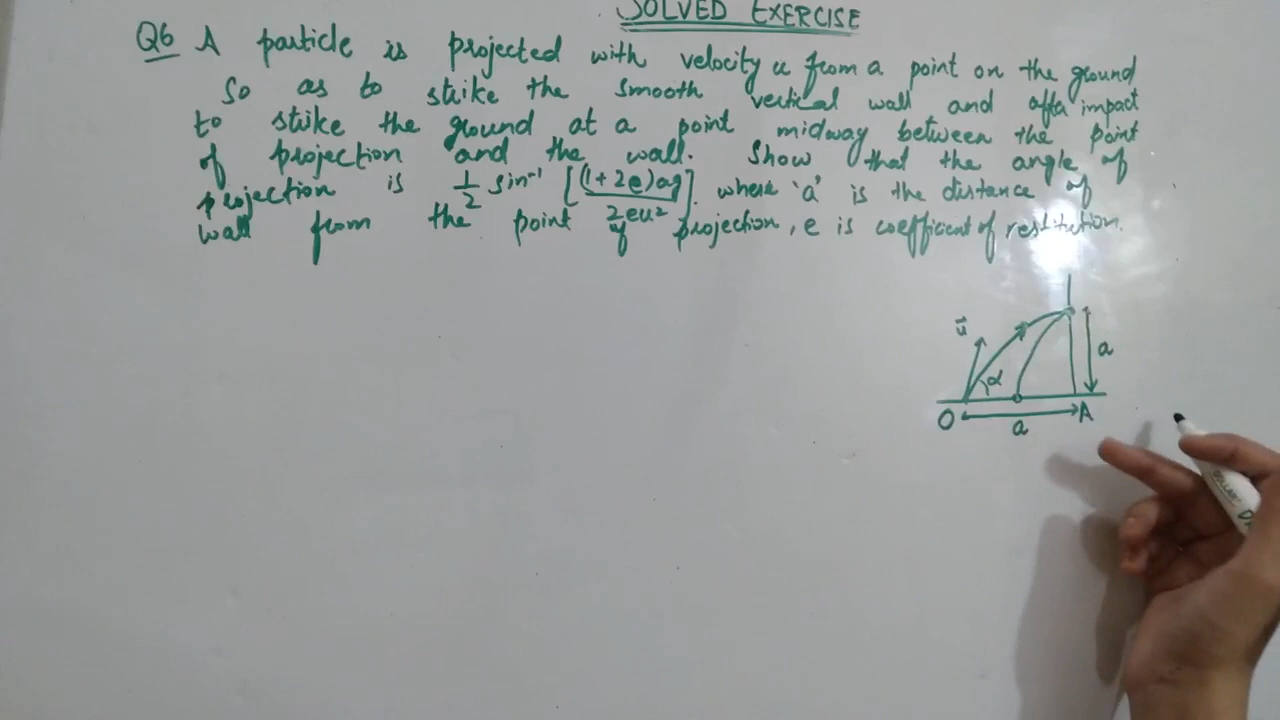 SOLVED EXERCISE
Q6 A particle is projected with velocity u from a point on the ground
So as to strike the smooth vertical wall and after impact
to strike the ground at a point midway between the point
of projection and the wall. Show that the angle of
projection is 1/2 sin⁻¹ [(1+2e)ag/2eu²]. where 'a' is the distance of
wall from the point of projection, e is coefficient of restitution.
u⃗
α
a
O
A
a
DOLLAR